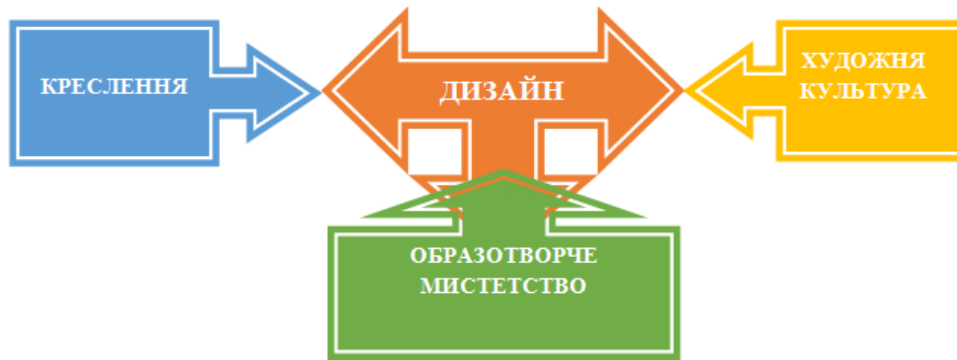 КРЕСЛЕННЯ
ДИЗАЙН
ХУДОЖНЯ
КУЛЬТУРА
ОБРАЗОТВОРЧЕ
МИСТЕТСТВО